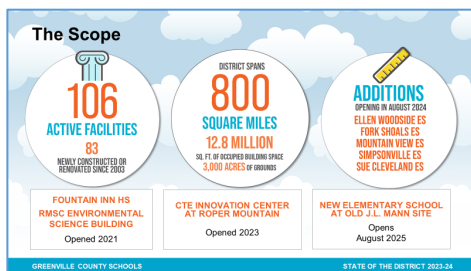 The Scope
106
ACTIVE FACILITIES
83
NEWLY CONSTRUCTED OR
RENOVATED SINCE 2003
DISTRICT SPANS
800
SQUARE MILES
12.8 MILLION
SQ. FT. OF OCCUPIED BUILDING SPACE
3,000 ACRES OF GROUNDS
ADDITIONS
OPENING IN AUGUST 2024
ELLEN WOODSIDE ES
FORK SHOALS ES
MOUNTAIN VIEW ES
SIMPSONVILLE ES
SUE CLEVELAND ES
FOUNTAIN INN HS
RMSC ENVIRONMENTAL
SCIENCE BUILDING
Opened 2021
CTE INNOVATION CENTER
AT ROPER MOUNTAIN
Opened 2023
NEW ELEMENTARY SCHOOL
AT OLD J.L. MANN SITE
Opens
August 2025
GREENVILLE COUNTY SCHOOLS
STATE OF THE DISTRICT 2023-24